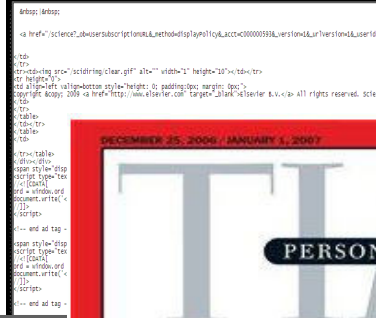 &nbsp;|&nbsp;
<a href="/science?_ob=userSubscriptionURL&_method=displayPolicy&_acct=C000000593&_version=1&_urlVersion=1&_userid
</td>
</tr>
<tr><td><img src="/scidirimg/clear.gif" alt="" width="1" height="10"></td></tr>
<tr height="0">
<td align=left valign=bottom style="height: 0; padding:0px; margin: 0px;">
Copyright &copy; 2009 <a href="http://www.elsevier.com" target="_blank">Elsevier B.V.</a> All rights reserved. Scie
</td>
</tr>
</table>
</td></tr>
</table>
</td>
</tr></table>
</div></div>
<span style="disp
<script type="tex
//<![CDATA[
ord = window.ord
document.write('<
//]]>
</script>
<!-- end ad tag -
<span style="disp
<script type="tex
//<![CDATA[
ord = window.ord
document.write('<
//]]>
</script>
<!-- end ad tag -
DECEMBER 25, 2006 / JANUARY 1, 2007
TI
PERSON